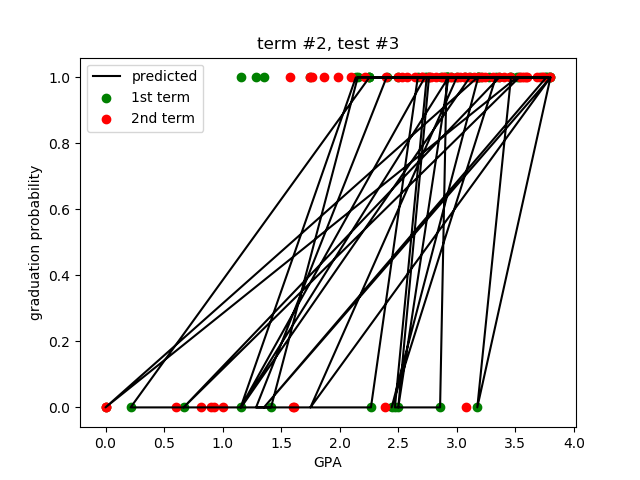 term #2, test #3
predicted
1st term
2nd term
graduation probability
1.0
0.8
0.6
0.4
0.2
0.0
0.0 0.5 1.0 1.5 2.0 2.5 3.0 3.5 4.0
GPA